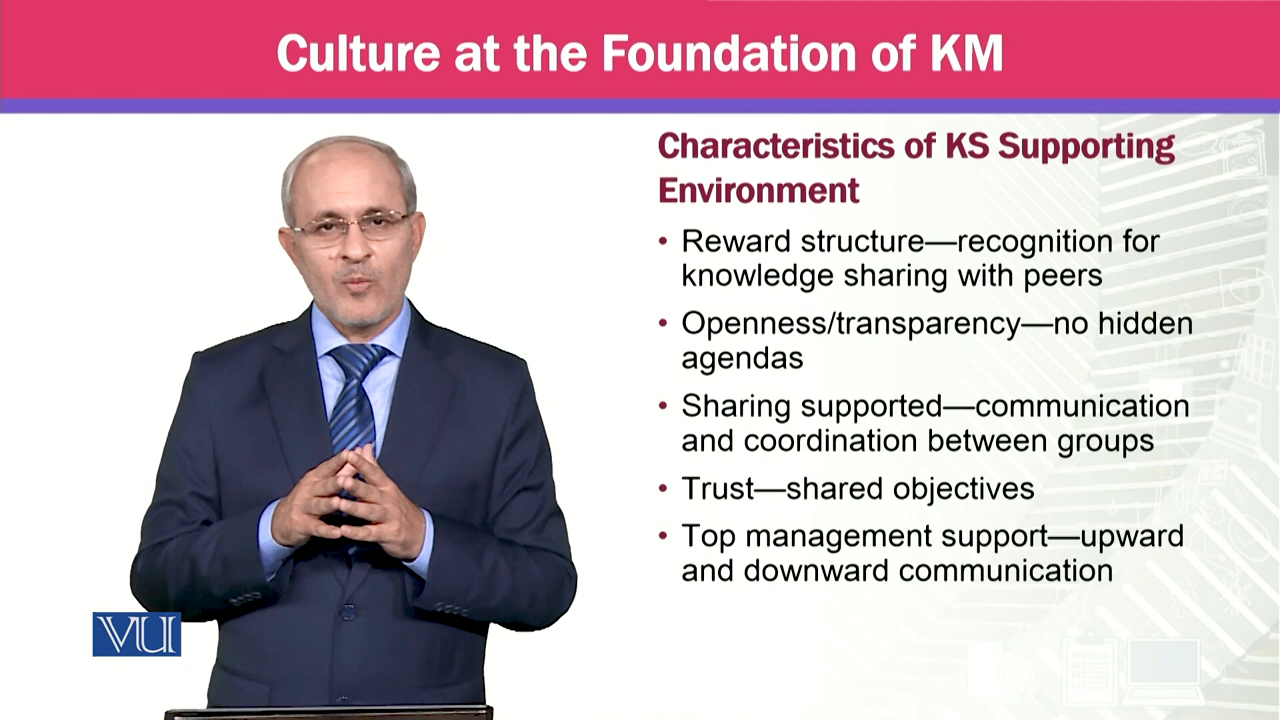 Culture at the Foundation of KM
Characteristics of KS Supporting
Environment
• Reward structure—recognition for
knowledge sharing with peers
• Openness/transparency—no hidden
agendas
• Sharing supported—communication
and coordination between groups
• Trust—shared objectives
• Top management support—upward
and downward communication
VU